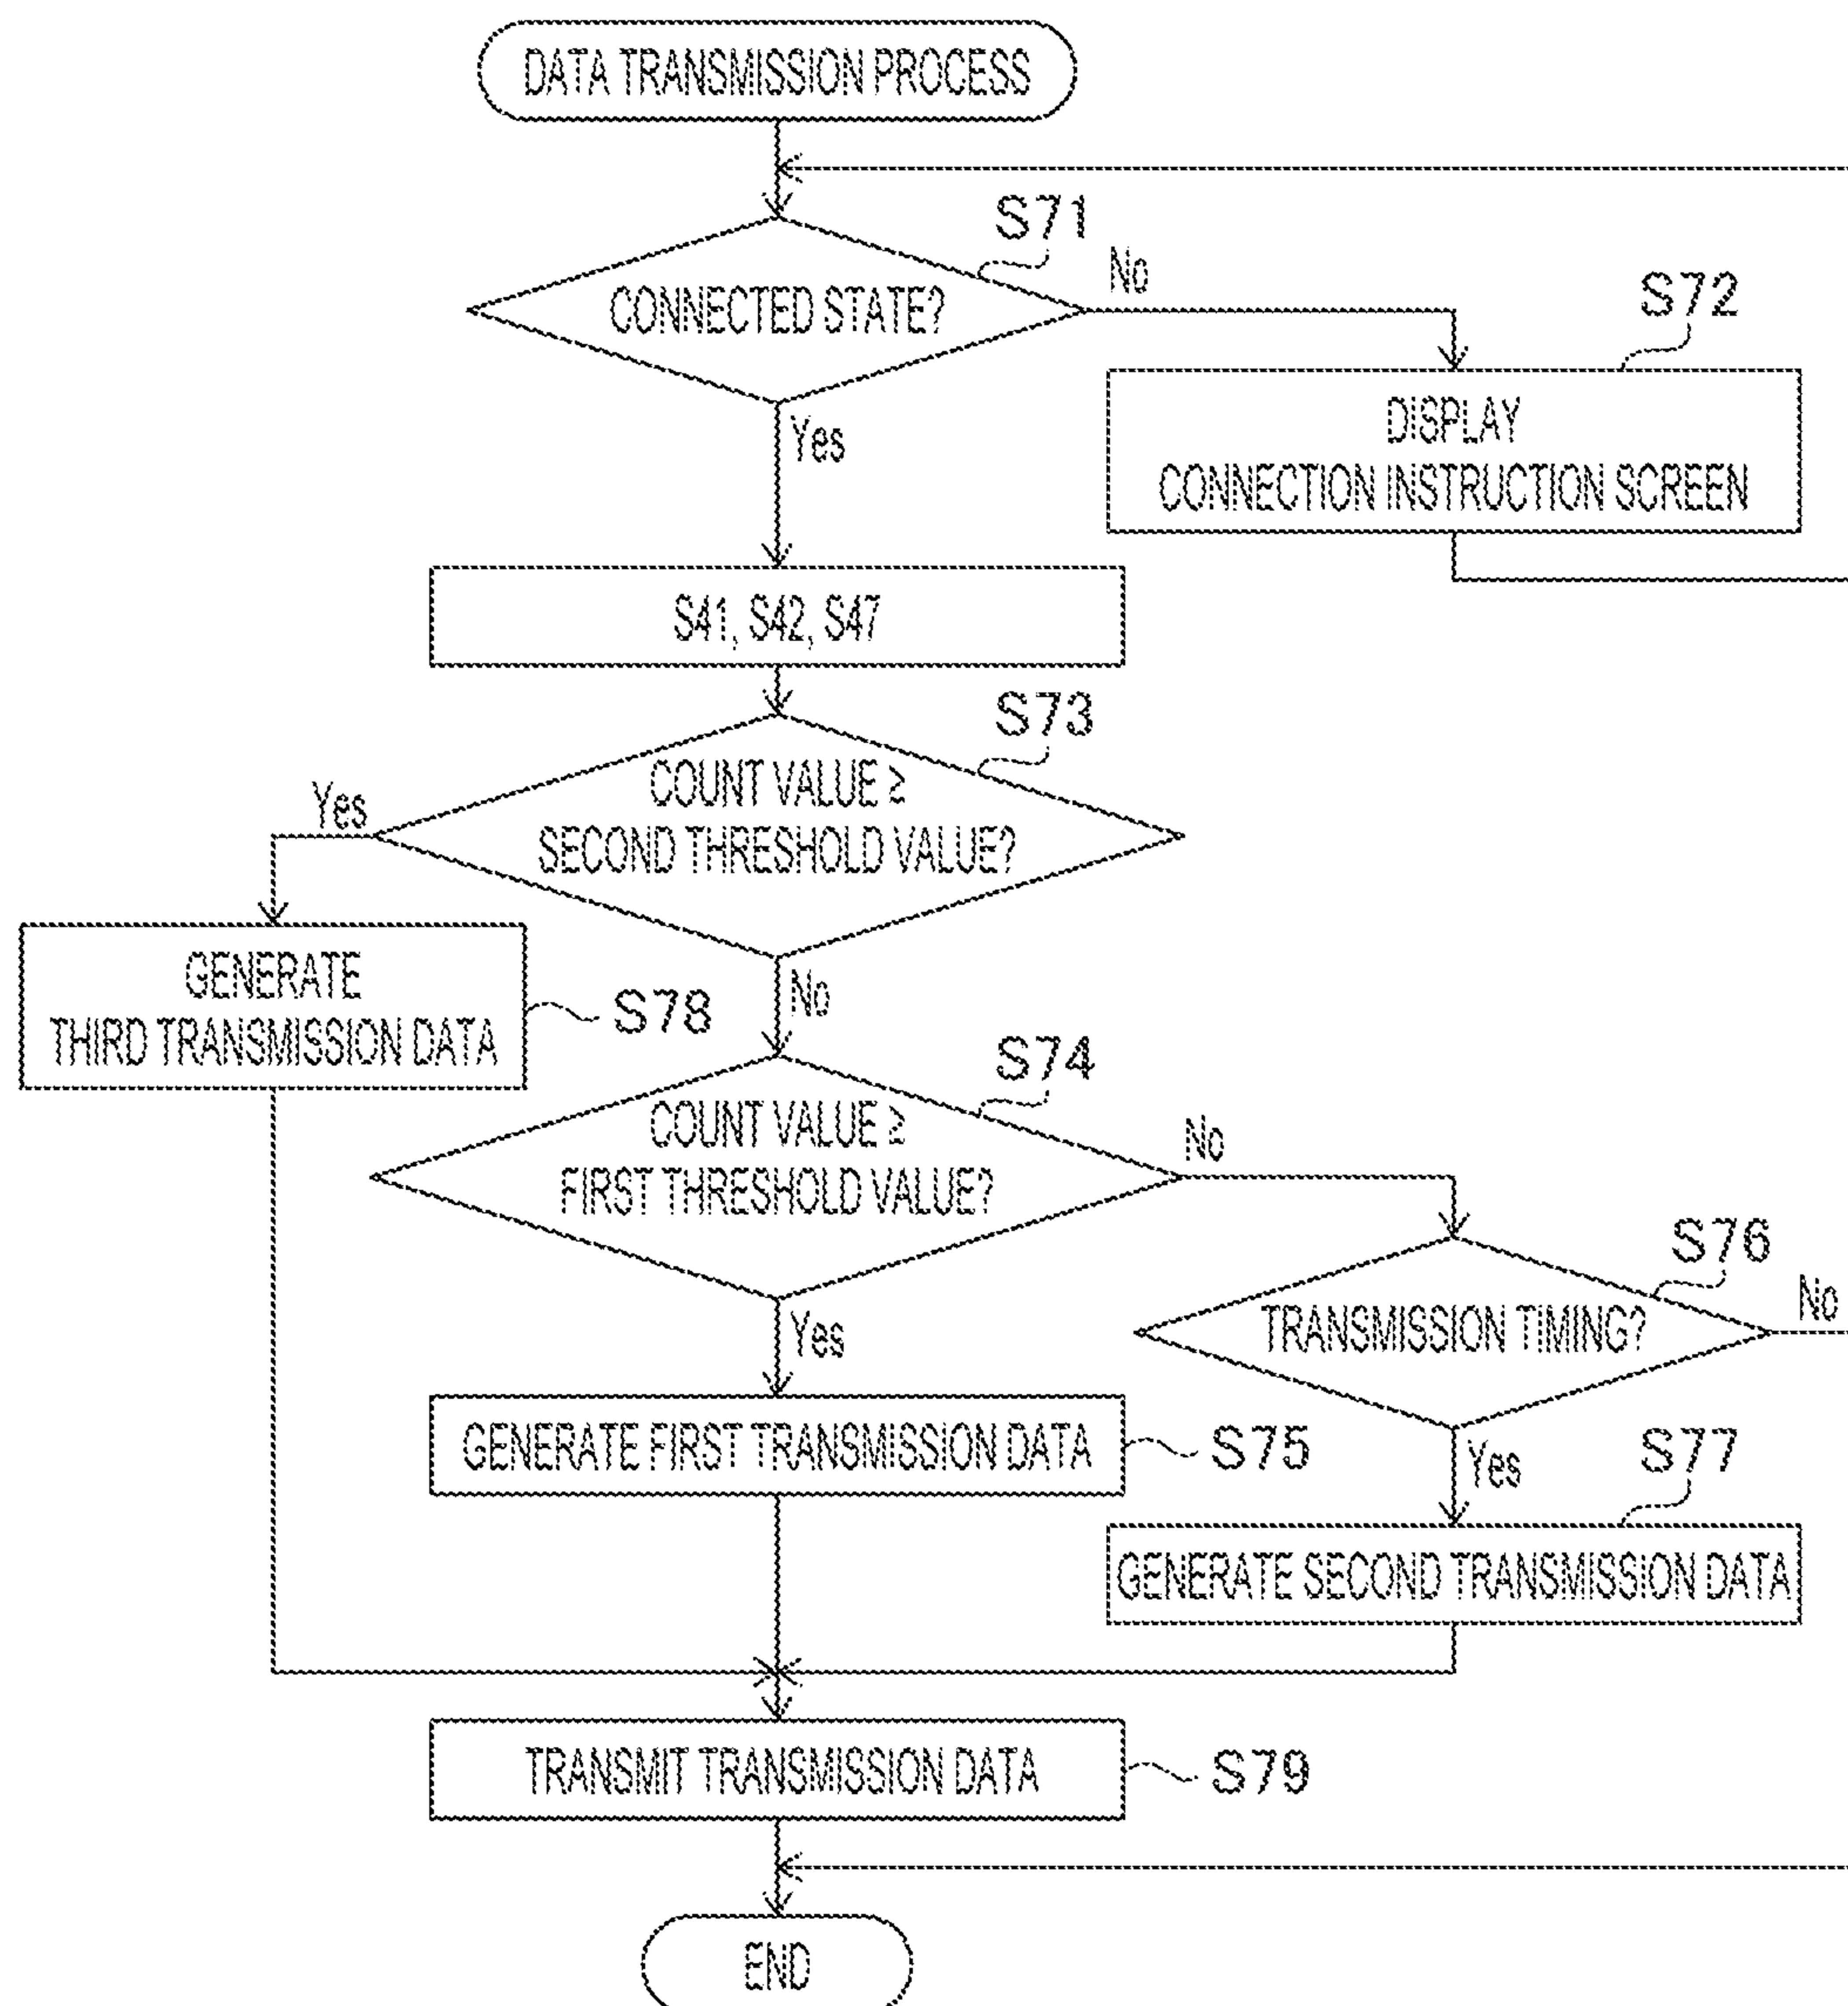 DATA TRANSMISSION PROCESS
S71
No
CONNECTED STATE?
S72
DISPLAY
CONNECTION INSTRUCTION SCREEN
Yes
S41, S42, S47
S73
COUNT VALUE ≥
SECOND THRESHOLD VALUE?
Yes
GENERATE
THIRD TRANSMISSION DATA
S78
No
S74
COUNT VALUE ≥
FIRST THRESHOLD VALUE?
No
S76
TRANSMISSION TIMING?
No
Yes
GENERATE FIRST TRANSMISSION DATA
S75
Yes
S77
GENERATE SECOND TRANSMISSION DATA
TRANSMIT TRANSMISSION DATA
S79
END